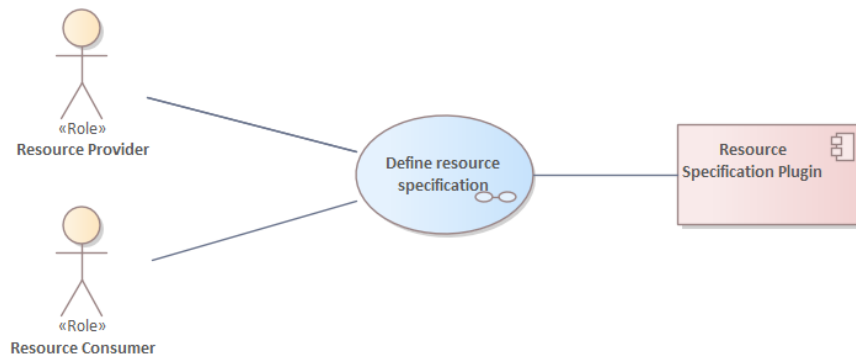 «Role»
Resource Provider
Define resource
specification
Resource
Specification Plugin
«Role»
Resource Consumer